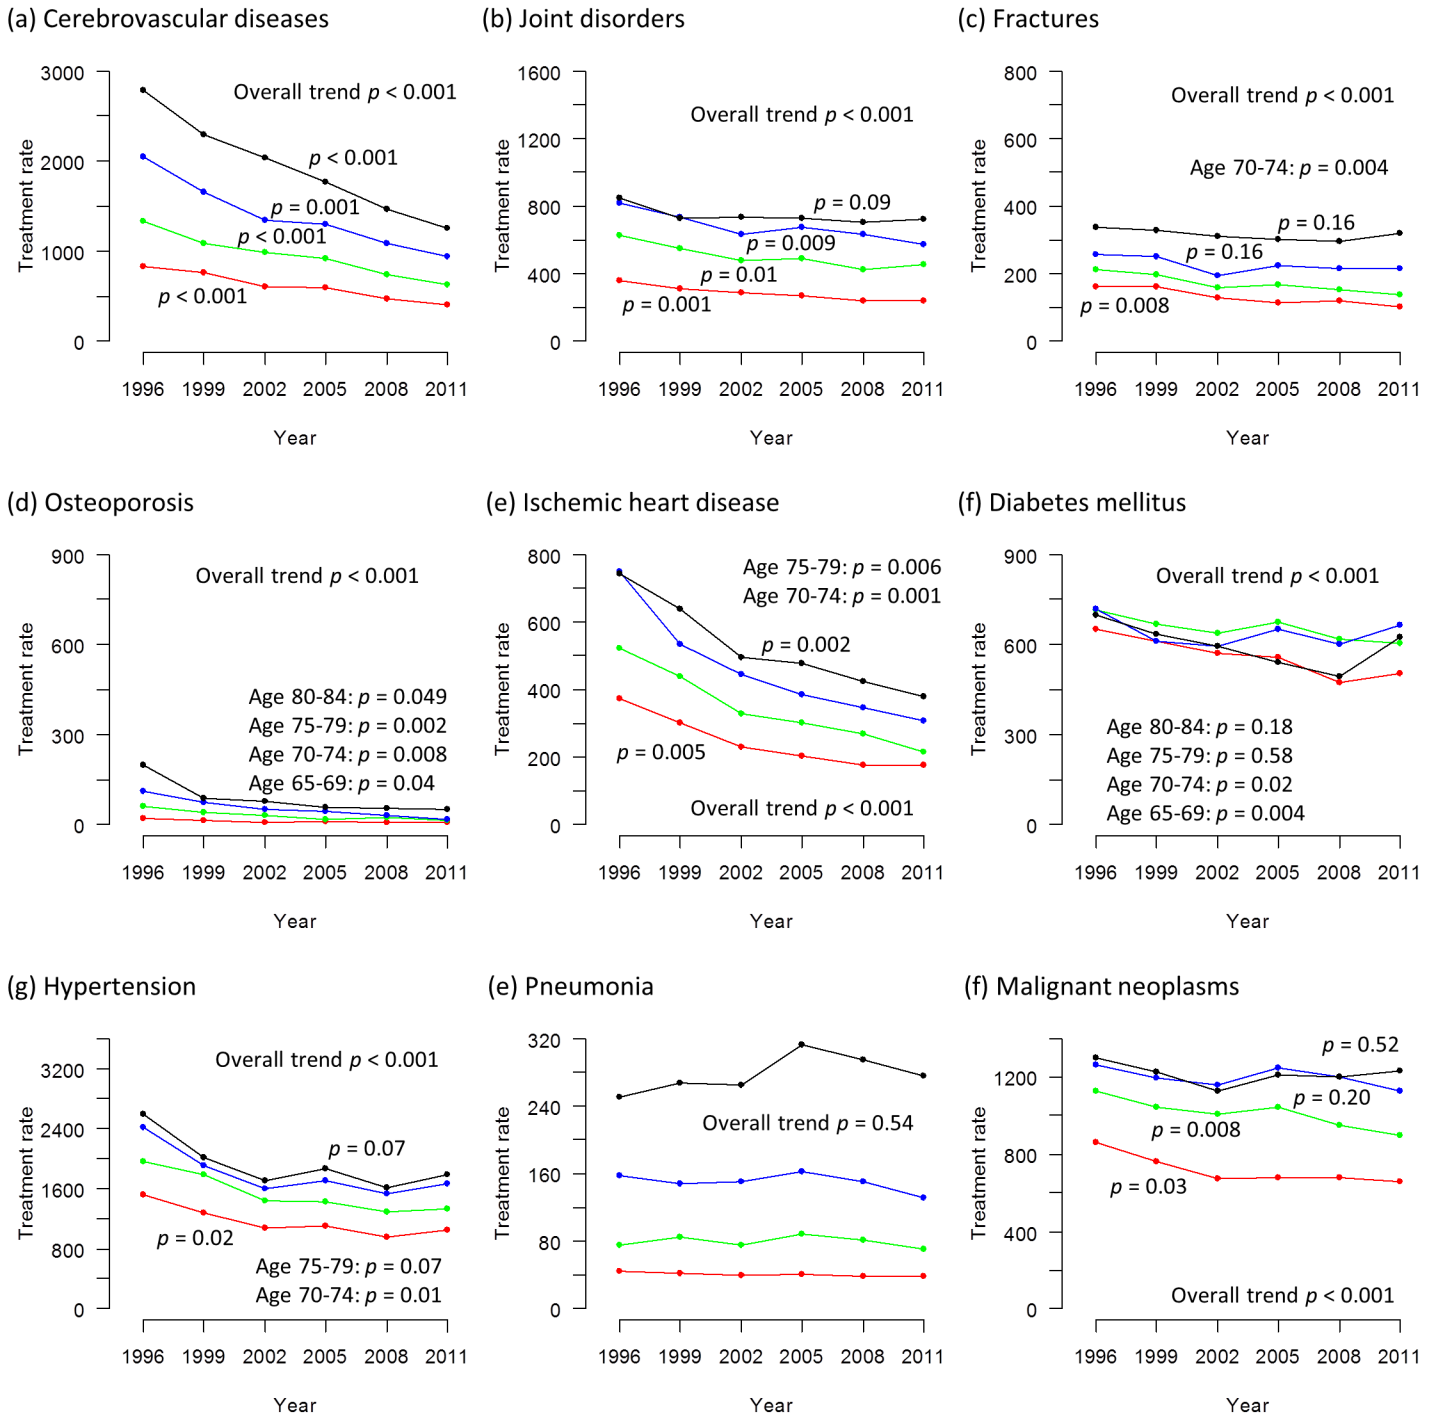 (a) Cerebrovascular diseases
Treatment rate
3000
2000
1000
0
Overall trend p < 0.001
p < 0.001
p = 0.001
p < 0.001
p < 0.001
1996 1999 2002 2005 2008 2011
Year
(b) Joint disorders
Treatment rate
1600
1200
800
400
0
Overall trend p < 0.001
p = 0.09
p = 0.009
p = 0.01
p = 0.001
1996 1999 2002 2005 2008 2011
Year
(c) Fractures
Treatment rate
800
600
400
200
0
Overall trend p < 0.001
Age 70-74: p = 0.004
p = 0.16
p = 0.16
p = 0.008
1996 1999 2002 2005 2008 2011
Year
(d) Osteoporosis
Treatment rate
900
600
300
0
Overall trend p < 0.001
Age 80-84: p = 0.049
Age 75-79: p = 0.002
Age 70-74: p = 0.008
Age 65-69: p = 0.04
1996 1999 2002 2005 2008 2011
Year
(e) Ischemic heart disease
Treatment rate
800
600
400
200
0
Age 75-79: p = 0.006
Age 70-74: p = 0.001
p = 0.002
p = 0.005
Overall trend p < 0.001
1996 1999 2002 2005 2008 2011
Year
(f) Diabetes mellitus
Treatment rate
900
600
300
0
Overall trend p < 0.001
Age 80-84: p = 0.18
Age 75-79: p = 0.58
Age 70-74: p = 0.02
Age 65-69: p = 0.004
1996 1999 2002 2005 2008 2011
Year
(g) Hypertension
Treatment rate
3200
2400
1600
800
0
Overall trend p < 0.001
p = 0.07
p = 0.02
Age 75-79: p = 0.07
Age 70-74: p = 0.01
1996 1999 2002 2005 2008 2011
Year
(e) Pneumonia
Treatment rate
320
240
160
80
0
Overall trend p = 0.54
1996 1999 2002 2005 2008 2011
Year
(f) Malignant neoplasms
Treatment rate
1200
800
400
0
p = 0.52
p = 0.20
p = 0.008
p = 0.03
Overall trend p < 0.001
1996 1999 2002 2005 2008 2011
Year